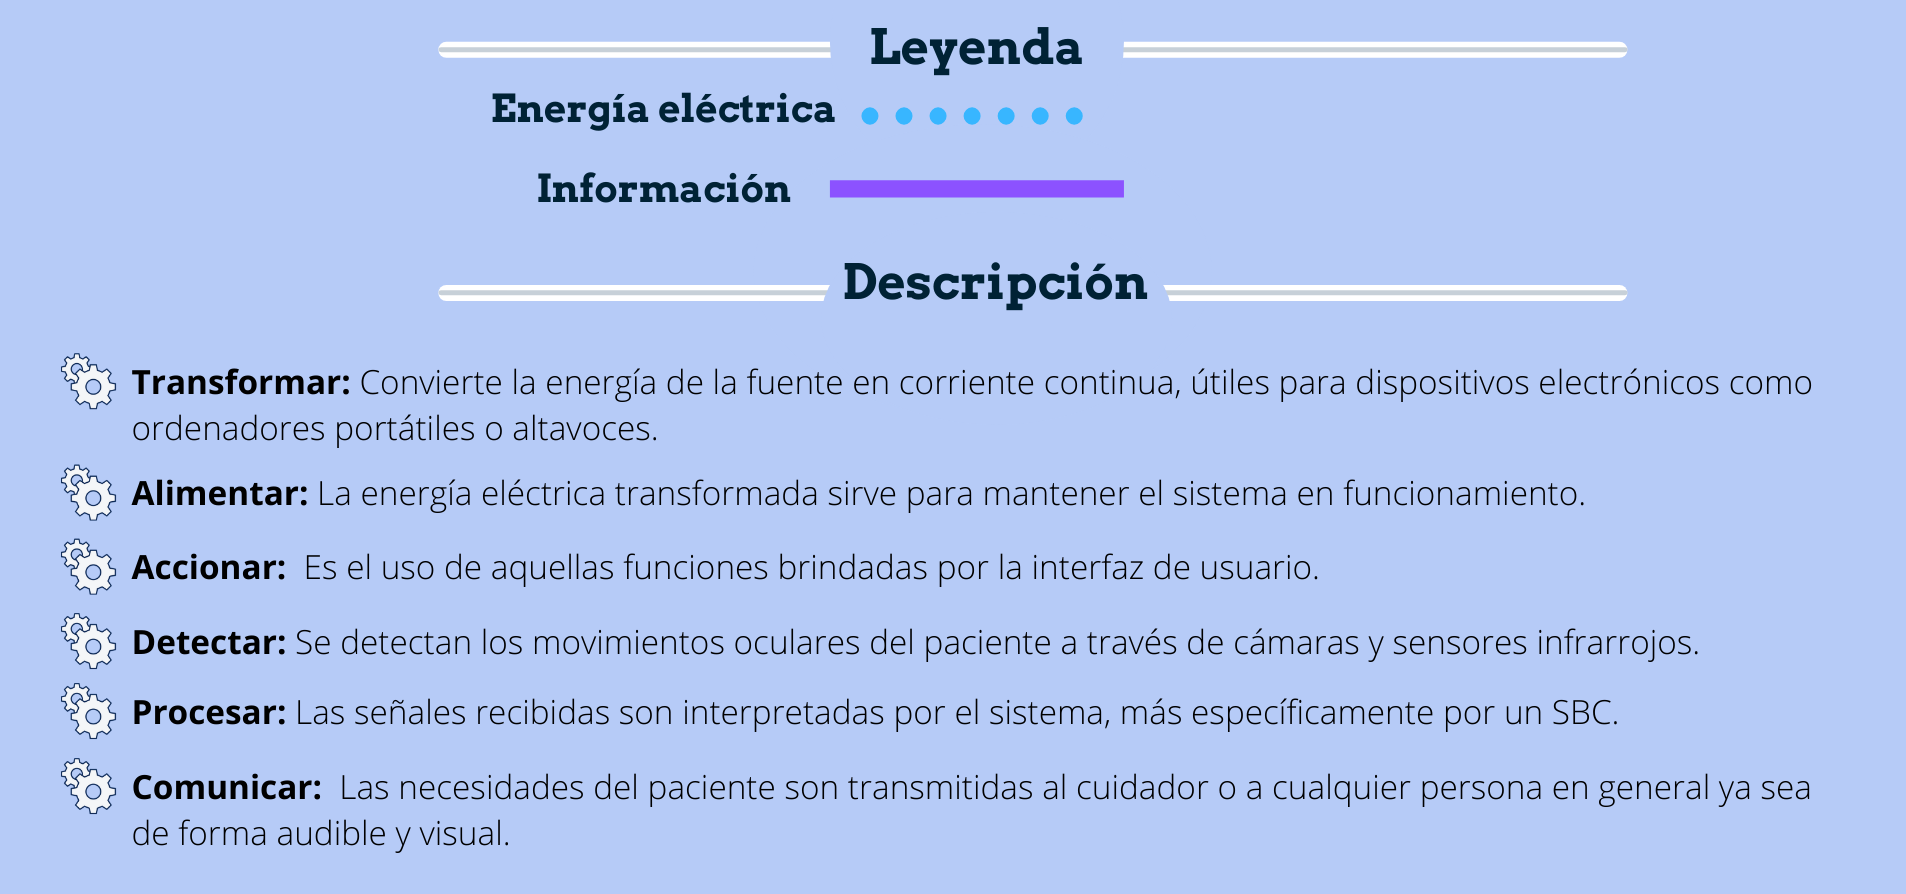 Leyenda
Energía eléctrica
Información
Descripción
Transformar: Convierte la energía de la fuente en corriente continua, útiles para dispositivos electrónicos como
ordenadores portátiles o altavoces.
Alimentar: La energía eléctrica transformada sirve para mantener el sistema en funcionamiento.
Accionar: Es el uso de aquellas funciones brindadas por la interfaz de usuario.
Detectar: Se detectan los movimientos oculares del paciente a través de cámaras y sensores infrarrojos.
Procesar: Las señales recibidas son interpretadas por el sistema, más específicamente por un SBC.
Comunicar: Las necesidades del paciente son transmitidas al cuidador o a cualquier persona en general ya sea
de forma audible y visual.